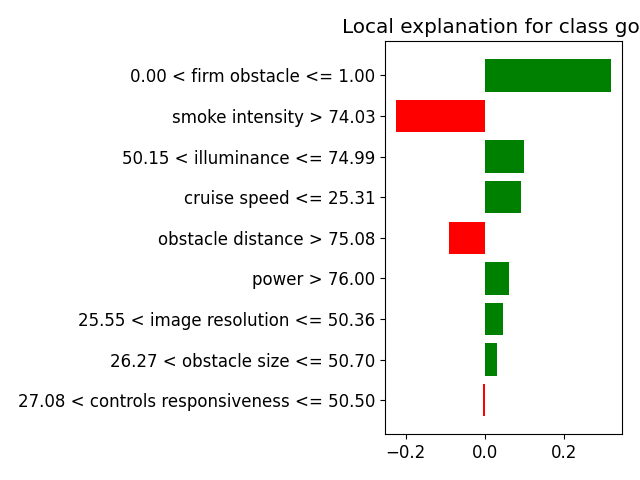 Local explanation for class go
0.00 < firm obstacle <= 1.00
smoke intensity > 74.03
50.15 < illuminance <= 74.99
cruise speed <= 25.31
obstacle distance > 75.08
power > 76.00
25.55 < image resolution <= 50.36
26.27 < obstacle size <= 50.70
27.08 < controls responsiveness <= 50.50
−0.2 0.0 0.2